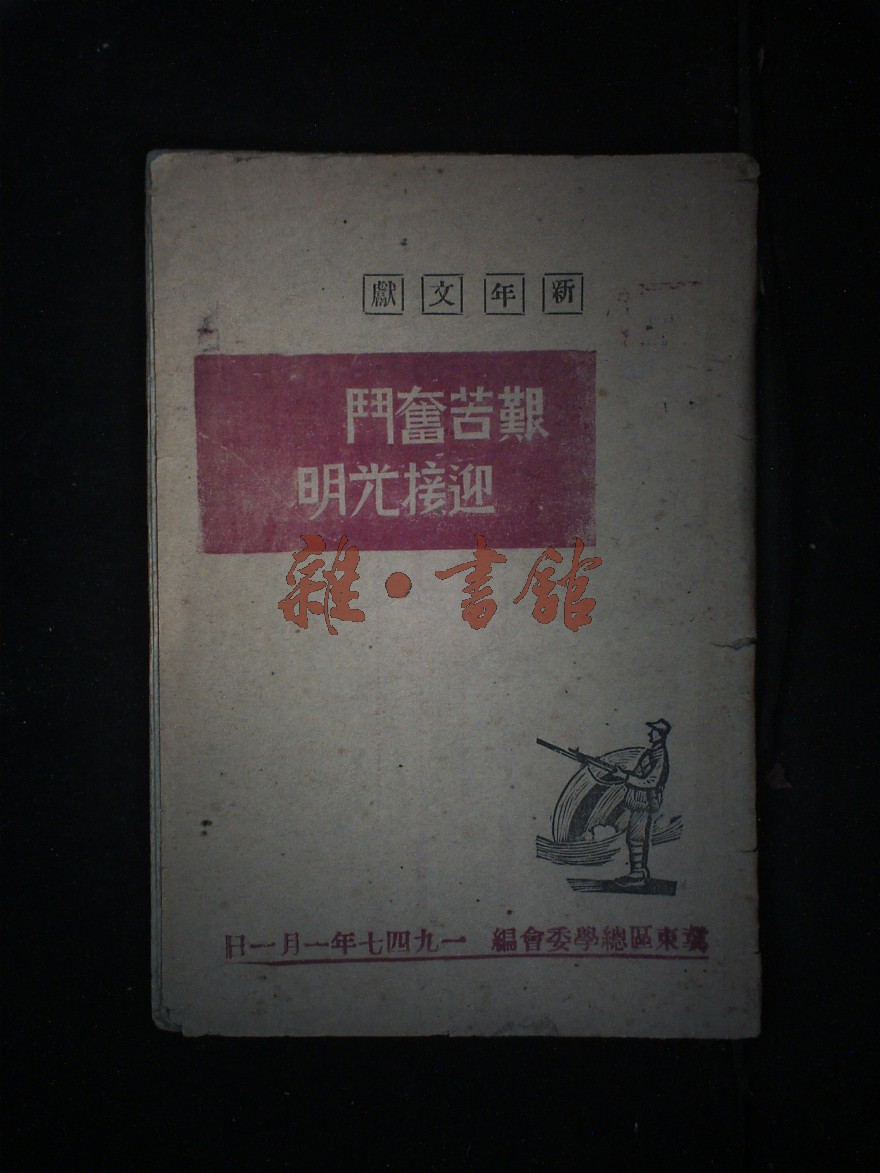 新年文獻
艱苦奮鬥
迎接光明
雜·書舘
冀東區總學委會編 一九四七年一月一日